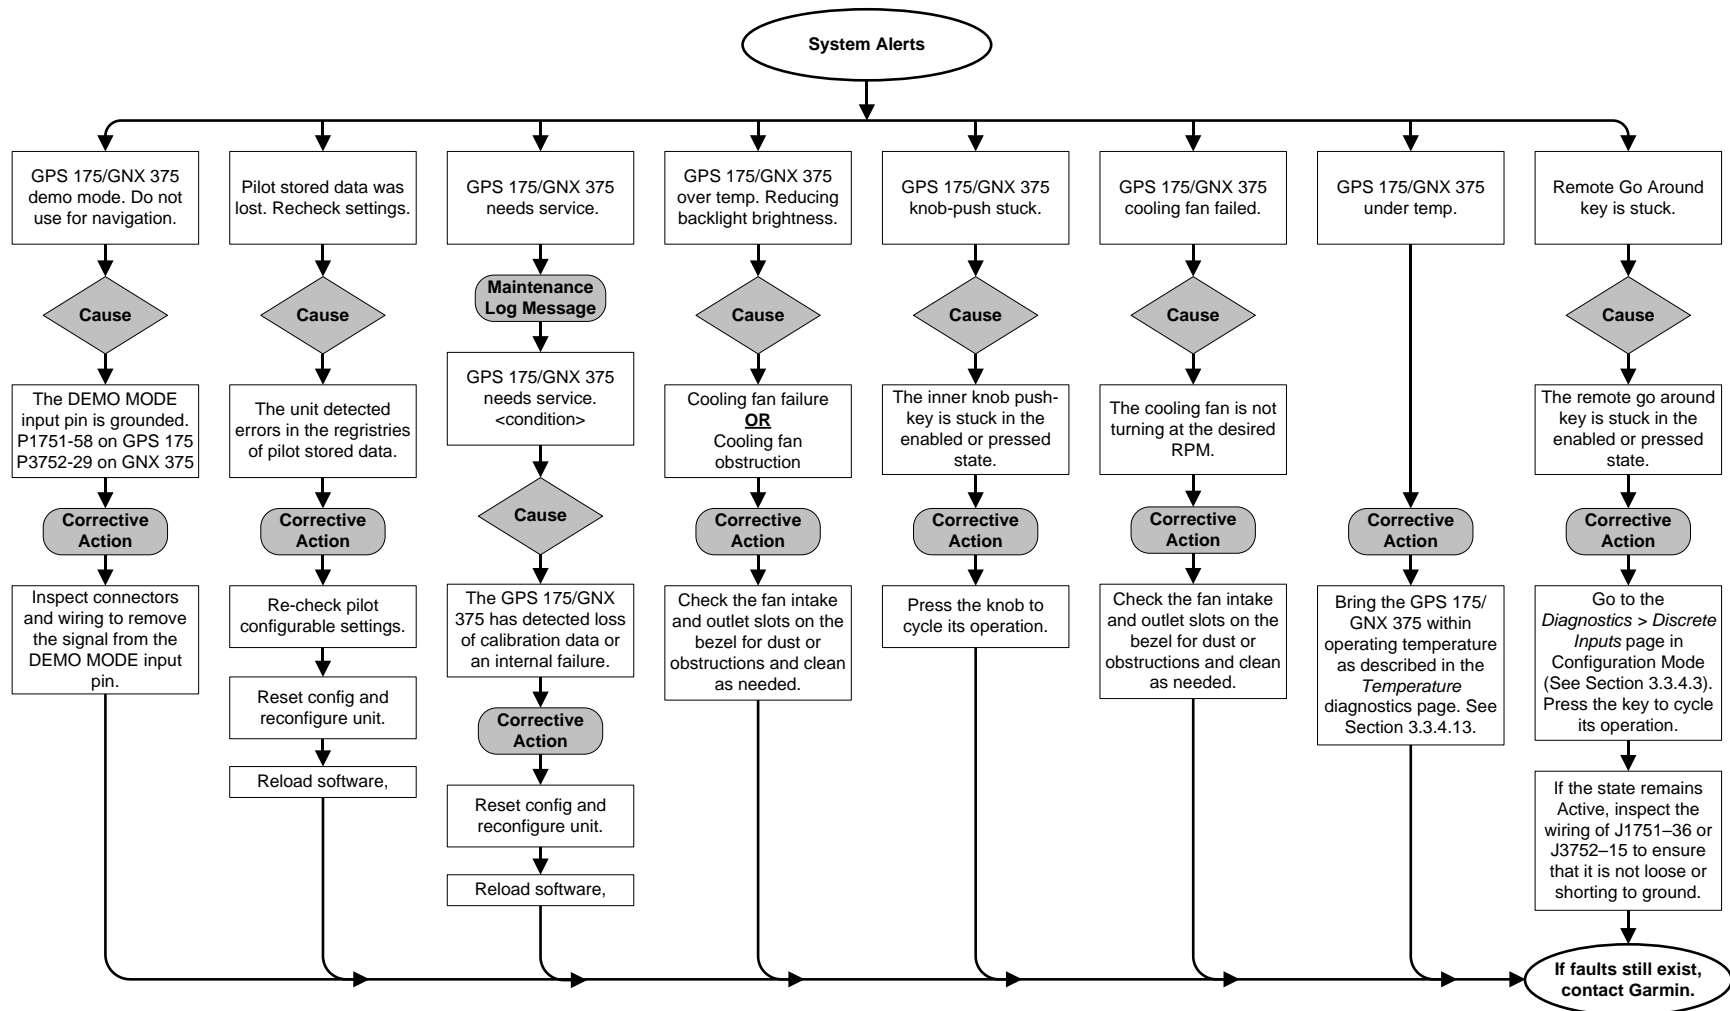 System Alerts
GPS 175/GNX 375
demo mode. Do not
use for navigation.
Cause
The DEMO MODE
input pin is grounded.
P1751-58 on GPS 175
P3752-29 on GNX 375
Corrective
Action
Inspect connectors
and wiring to remove
the signal from the
DEMO MODE input
pin.
Pilot stored data was
lost. Recheck settings.
Cause
The unit detected
errors in the regristries
of pilot stored data.
Corrective
Action
Re-check pilot
configurable settings.
Reset config and
reconfigure unit.
Reload software,
GPS 175/GNX 375
needs service.
Maintenance
Log Message
GPS 175/GNX 375
needs service.
<condition>
Cause
The GPS 175/GNX
375 has detected loss
of calibration data or
an internal failure.
Corrective
Action
Reset config and
reconfigure unit.
Reload software,
GPS 175/GNX 375
over temp. Reducing
backlight brightness.
Cause
Cooling fan failure
OR
Cooling fan
obstruction
Corrective
Action
Check the fan intake
and outlet slots on the
bezel for dust or
obstructions and clean
as needed.
GPS 175/GNX 375
knob-push stuck.
Cause
The inner knob push-
key is stuck in the
enabled or pressed
state.
Corrective
Action
Press the knob to
cycle its operation.
GPS 175/GNX 375
cooling fan failed.
Cause
The cooling fan is not
turning at the desired
RPM.
Corrective
Action
Check the fan intake
and outlet slots on the
bezel for dust or
obstructions and clean
as needed.
GPS 175/GNX 375
under temp.
Corrective
Action
Bring the GPS 175/
GNX 375 within
operating temperature
as described in the
Temperature
diagnostics page. See
Section 3.3.4.13.
Remote Go Around
key is stuck.
Cause
The remote go around
key is stuck in the
enabled or pressed
state.
Corrective
Action
Go to the
Diagnostics > Discrete
Inputs page in
Configuration Mode
(See Section 3.3.4.3).
Press the key to cycle
its operation.
If the state remains
Active, inspect the
wiring of J1751–36 or
J3752–15 to ensure
that it is not loose or
shorting to ground.
If faults still exist,
contact Garmin.